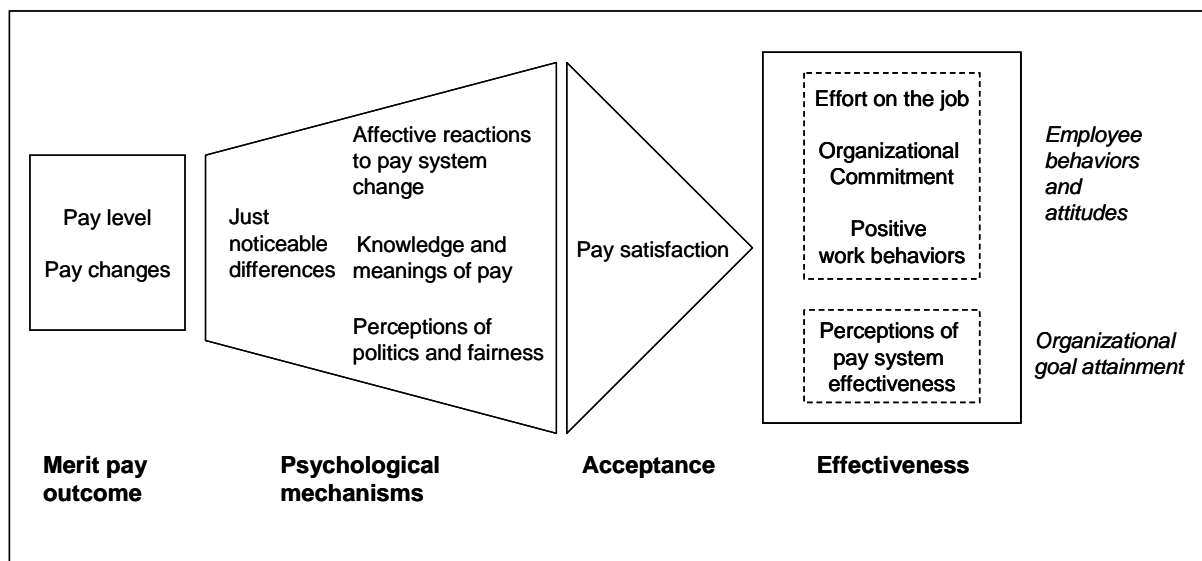 Pay level
Pay changes
Just
noticeable
differences
Affective reactions
to pay system
change
Knowledge and
meanings of pay
Perceptions of
politics and fairness
Pay satisfaction
Effort on the job
Organizational
Commitment
Positive
work behaviors
Perceptions of
pay system
effectiveness
Employee
behaviors
and
attitudes
Organizational
goal attainment
Merit pay
outcome
Psychological
mechanisms
Acceptance
Effectiveness